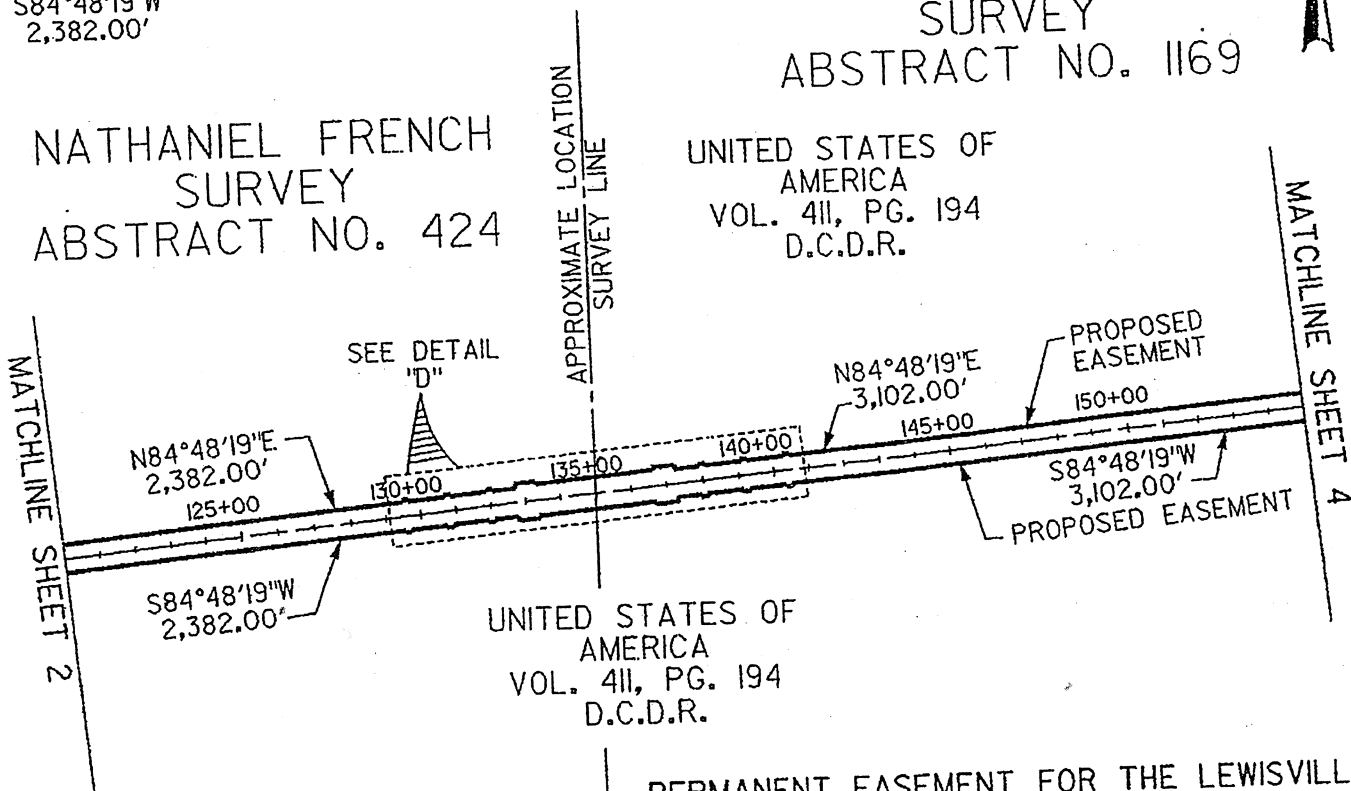 S84°48'19"W
2,382.00'
SURVEY
ABSTRACT NO. 1169
NATHANIEL FRENCH
SURVEY
ABSTRACT NO. 424
APPROXIMATE LOCATION
SURVEY LINE
UNITED STATES OF
AMERICA
VOL. 411, PG. 194
D.C.D.R.
MATCHLINE SHEET 2
SEE DETAIL
"D"
N84°48'19"E
2,382.00'
125+00
130+00
135+00
140+00
N84°48'19"E
3,102.00'
145+00
PROPOSED
EASEMENT
150+00
MATCHLINE SHEET 4
S84°48'19"W
3,102.00'
PROPOSED EASEMENT
S84°48'19"W
2,382.00'
UNITED STATES OF
AMERICA
VOL. 411, PG. 194
D.C.D.R.
PERMANENT EASEMENT FOR THE LEWISVILL